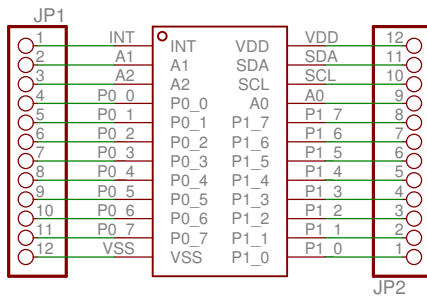 JP1
1 INT INT VDD VDD 12
2 A1 A1 SDA SDA 11
3 A2 A2 SCL SCL 10
4 P0_0 P0_0 A0 A0 9
5 P0_1 P0_1 P1_7 P1_7 8
6 P0_2 P0_2 P1_6 P1_6 7
7 P0_3 P0_3 P1_5 P1_5 6
8 P0_4 P0_4 P1_4 P1_4 5
9 P0_5 P0_5 P1_3 P1_3 4
10 P0_6 P0_6 P1_2 P1_2 3
11 P0_7 P0_7 P1_1 P1_1 2
12 VSS VSS P1_0 P1_0 1
JP2